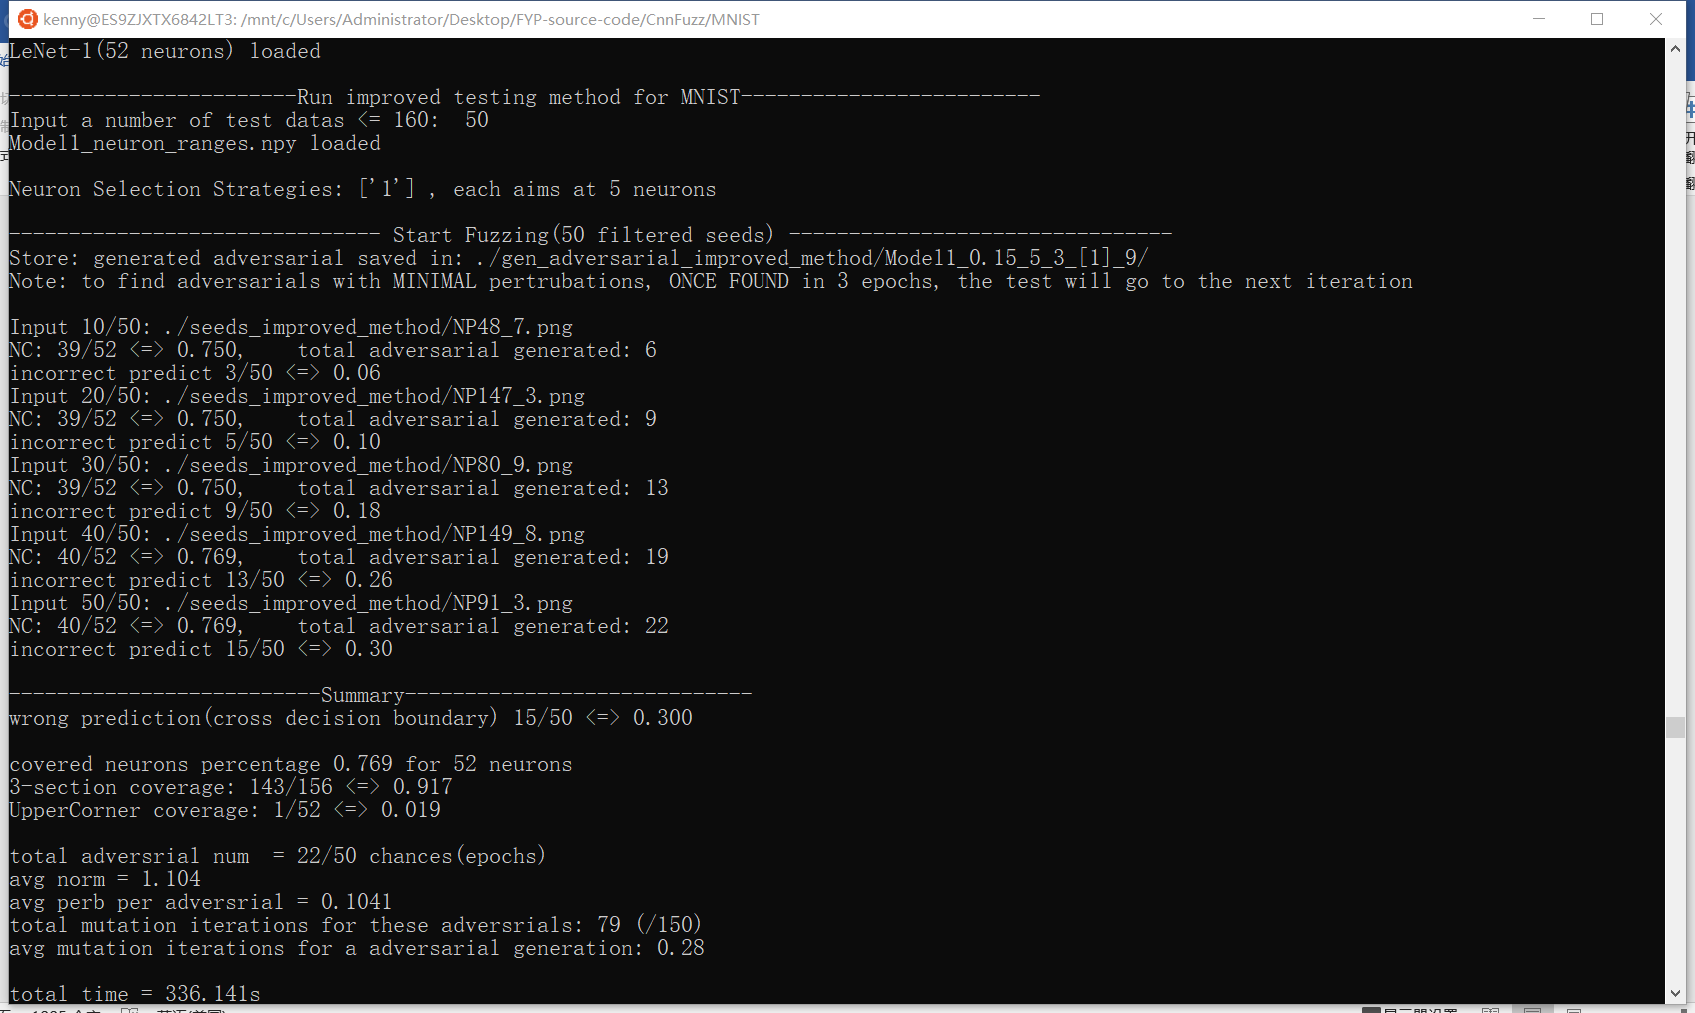 kenny@ES9ZJXTX6842LT3: /mnt/c/Users/Administrator/Desktop/FYP-source-code/CnnFuzz/MNIST
LeNet-1(52 neurons) loaded
------------------------Run improved testing method for MNIST-------------------------
Input a number of test datas <= 160:  50
Model1_neuron_ranges.npy loaded
Neuron Selection Strategies: ['1'] , each aims at 5 neurons
------------------------------- Start Fuzzing(50 filtered seeds) --------------------------------
Store: generated adversarial saved in: ./gen_adversarial_improved_method/Model1_0.15_5_3_[1]_9/
Note: to find adversarials with MINIMAL pertrubations, ONCE FOUND in 3 epochs, the test will go to the next iteration
Input 10/50: ./seeds_improved_method/NP48_7.png
NC: 39/52 <=> 0.750,    total adversarial generated: 6
incorrect predict 3/50 <=> 0.06
Input 20/50: ./seeds_improved_method/NP147_3.png
NC: 39/52 <=> 0.750,    total adversarial generated: 9
incorrect predict 5/50 <=> 0.10
Input 30/50: ./seeds_improved_method/NP80_9.png
NC: 39/52 <=> 0.750,    total adversarial generated: 13
incorrect predict 9/50 <=> 0.18
Input 40/50: ./seeds_improved_method/NP149_8.png
NC: 40/52 <=> 0.769,    total adversarial generated: 19
incorrect predict 13/50 <=> 0.26
Input 50/50: ./seeds_improved_method/NP91_3.png
NC: 40/52 <=> 0.769,    total adversarial generated: 22
incorrect predict 15/50 <=> 0.30
--------------------------Summary-----------------------------
wrong prediction(cross decision boundary) 15/50 <=> 0.300
covered neurons percentage 0.769 for 52 neurons
3-section coverage: 143/156 <=> 0.917
UpperCorner coverage: 1/52 <=> 0.019
total adversrial num  = 22/50 chances(epochs)
avg norm = 1.104
avg perb per adversrial = 0.1041
total mutation iterations for these adversrials: 79 (/150)
avg mutation iterations for a adversarial generation: 0.28
total time = 336.141s